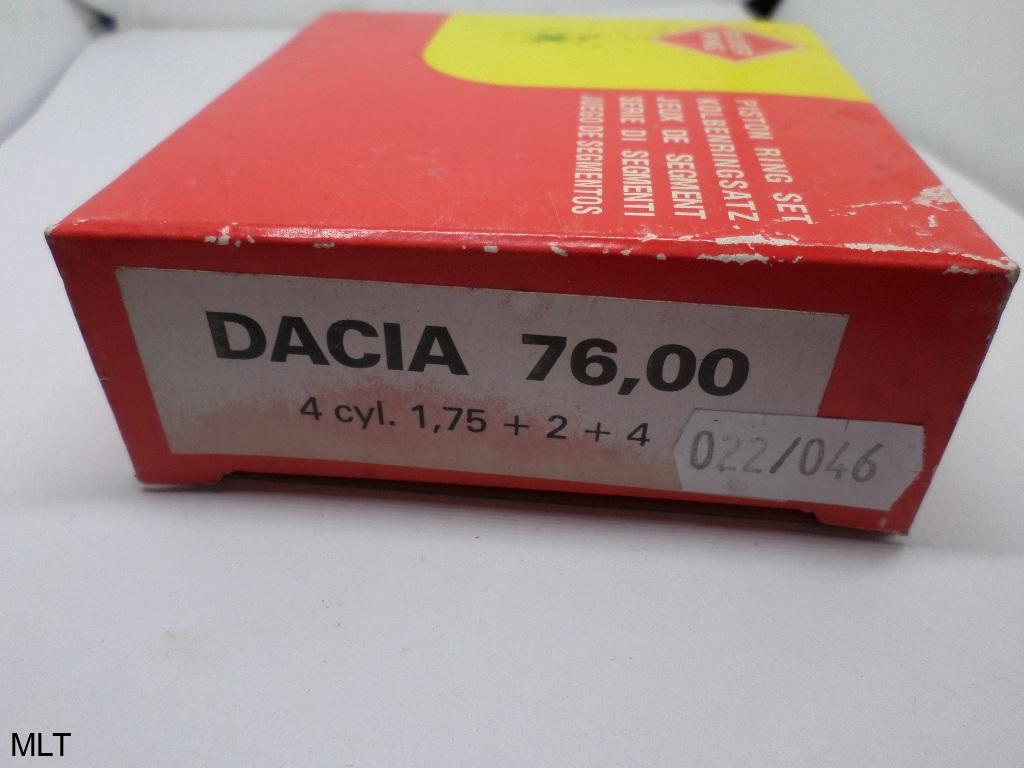 PISTON RING SET
KOLBENRINGSATZ.
JEUX DE SEGMENT
SERIE DI SEGMENTI
JUEGO DE SEGMENTOS
DACIA 76,00
4 cyl. 1,75 + 2 + 4
022/046
MLT